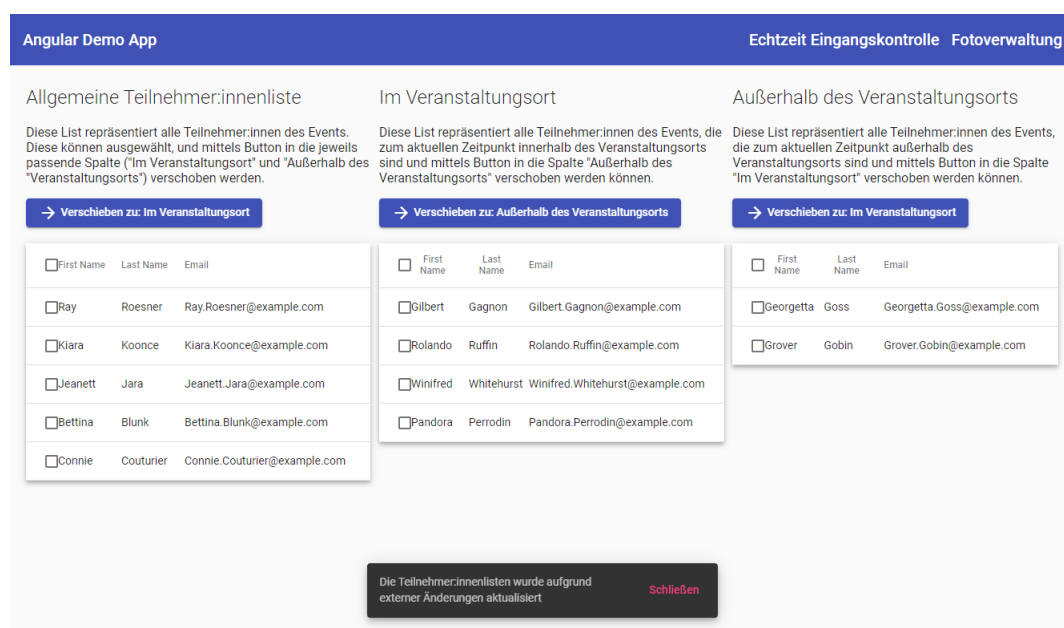 Angular Demo App
Echtzeit Eingangskontrolle Fotoverwaltung
Allgemeine Teilnehmer:innenliste
Diese List repräsentiert alle Teilnehmer:innen des Events.
Diese können ausgewählt, und mittels Button in die jeweils
passende Spalte ("Im Veranstaltungsort" und "Außerhalb des
"Veranstaltungsorts") verschoben werden.
Verschieben zu: Im Veranstaltungsort
First Name Last Name Email
Ray Roesner Ray.Roesner@example.com
Kiara Koonce Kiara.Koonce@example.com
Jeanett Jara Jeanett.Jara@example.com
Bettina Blunk Bettina.Blunk@example.com
Connie Couturier Connie.Couturier@example.com
Im Veranstaltungsort
Diese List repräsentiert alle Teilnehmer:innen des Events, die
zum aktuellen Zeitpunkt innerhalb des Veranstaltungsorts
sind und mittels Button in die Spalte "Außerhalb des
Veranstaltungsorts" verschoben werden können.
Verschieben zu: Außerhalb des Veranstaltungsorts
First Name Last Name Email
Gilbert Gagnon Gilbert.Gagnon@example.com
Rolando Ruffin Rolando.Ruffin@example.com
Winifred Whitehurst Winifred.Whitehurst@example.com
Pandora Perrodin Pandora.Perrodin@example.com
Außerhalb des Veranstaltungsorts
Diese List repräsentiert alle Teilnehmer:innen des Events,
die zum aktuellen Zeitpunkt außerhalb des
Veranstaltungsorts sind und mittels Button in die Spalte
"Im Veranstaltungsort" verschoben werden können.
Verschieben zu: Im Veranstaltungsort
First Name Last Name Email
Georgetta Goss Georgetta.Goss@example.com
Grover Gobin Grover.Gobin@example.com
Die Teilnehmer:innenlisten wurde aufgrund
externer Änderungen aktualisiert
Schließen